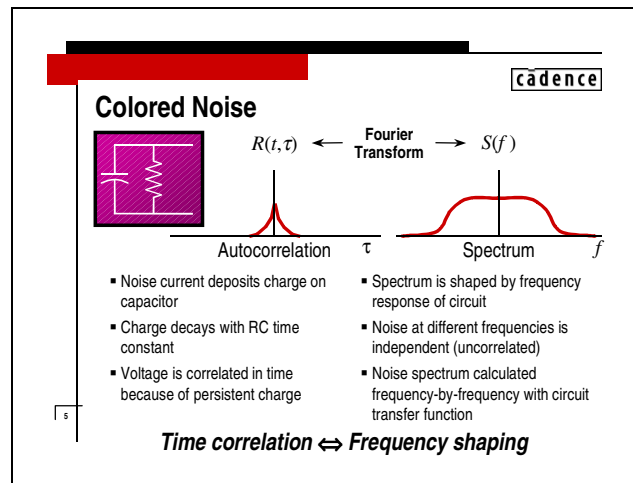 cādence
Colored Noise
R(t,τ) ← Fourier Transform → S(f)
Autocorrelation τ
Spectrum f
▪ Noise current deposits charge on
capacitor
▪ Charge decays with RC time
constant
▪ Voltage is correlated in time
because of persistent charge
▪ Spectrum is shaped by frequency
response of circuit
▪ Noise at different frequencies is
independent (uncorrelated)
▪ Noise spectrum calculated
frequency-by-frequency with circuit
transfer function
5
Time correlation ⇔ Frequency shaping